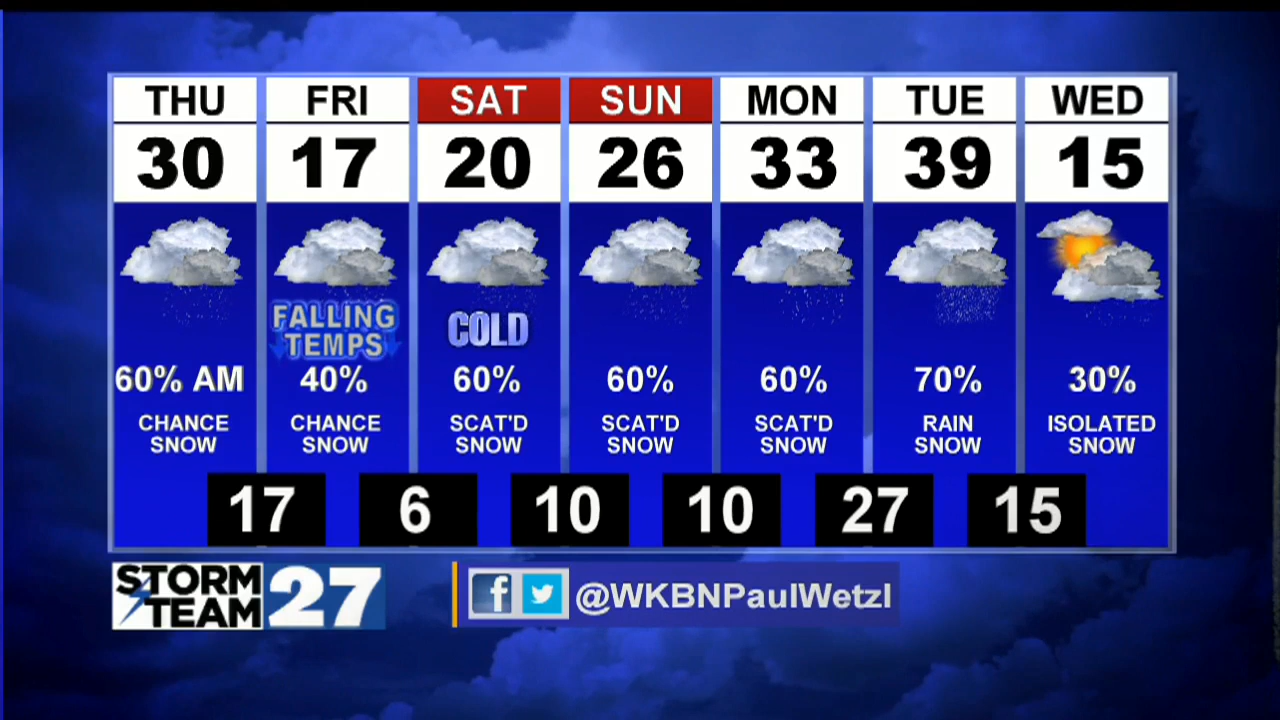 THU FRI SAT SUN MON TUE WED
30 17 20 26 33 39 15
FALLING
TEMPS COLD
60% AM 40% 60% 60% 60% 70% 30%
CHANCE CHANCE SCAT'D SCAT'D SCAT'D RAIN ISOLATED
SNOW SNOW SNOW SNOW SNOW SNOW SNOW
17 6 10 10 27 15
STORM
TEAM 27
f @WKBNPaulWetzl